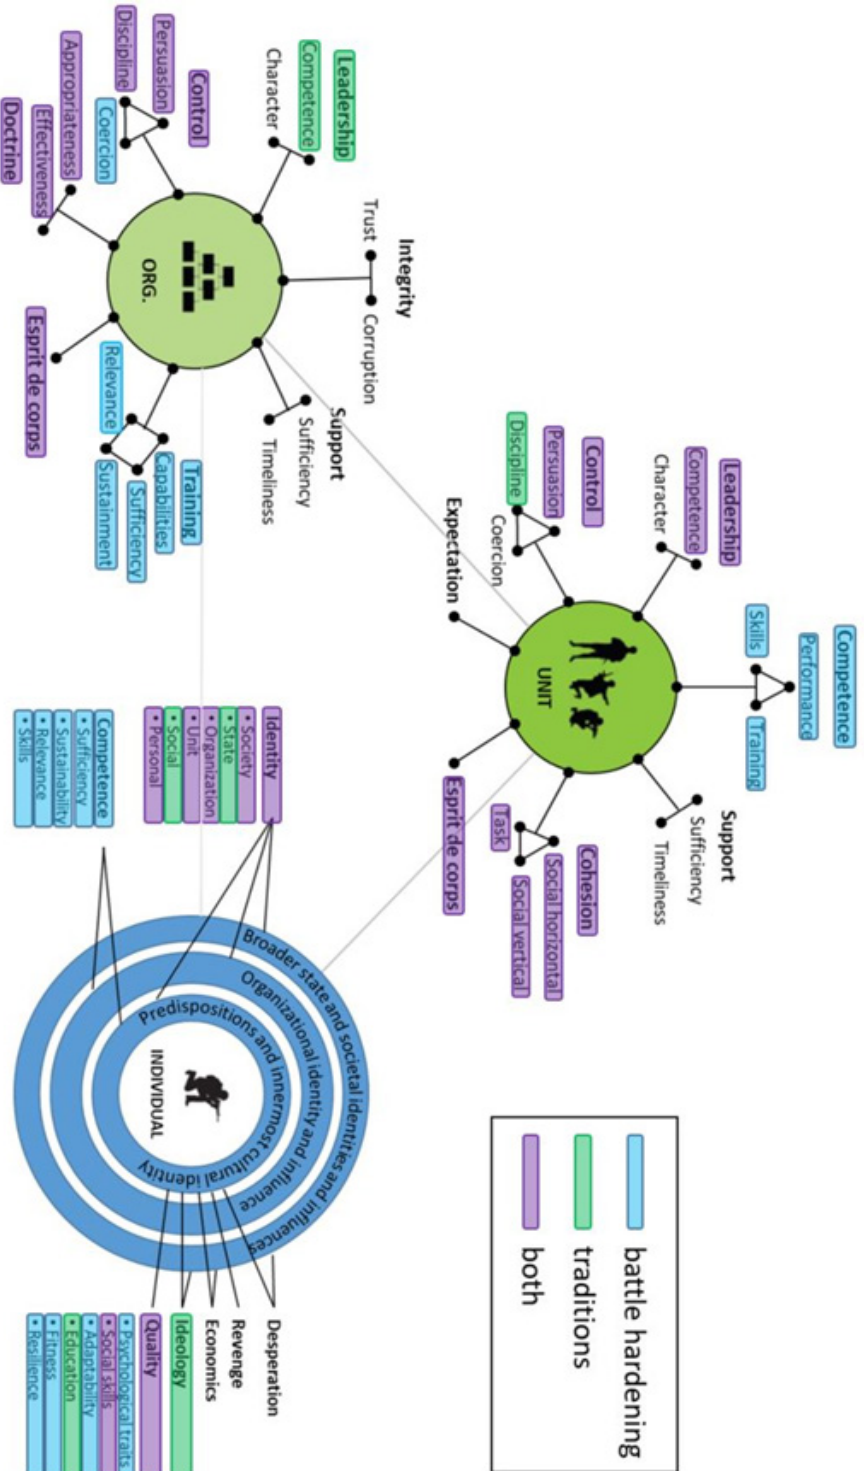 battle hardening
traditions
both
Competence
Performance
Skills
Training
Leadership
Competence
Character
Support
Sufficiency
Timeliness
Control
Persuasion
Discipline
Coercion
UNIT
Cohesion
Social horizontal
Social vertical
Task
Expectation
Esprit de corps
Integrity
Trust
Corruption
Leadership
Competence
Character
Support
Sufficiency
Timeliness
Control
Persuasion
Discipline
Coercion
ORG.
Training
Capabilities
Sufficiency
Relevance
Sustainment
Appropriateness
Effectiveness
Doctrine
Esprit de corps
Identity
• Society
• State
• Organization
• Unit
• Social
• Personal
Competence
• Sufficiency
• Sustainability
• Relevance
• Skills
Broader state and societal identities and influences
Organizational identity and influence
Predispositions and innermost cultural identity
INDIVIDUAL
Desperation
Revenge
Economics
Ideology
Quality
• Psychological traits
• Social skills
• Adaptability
• Education
• Fitness
• Resilience